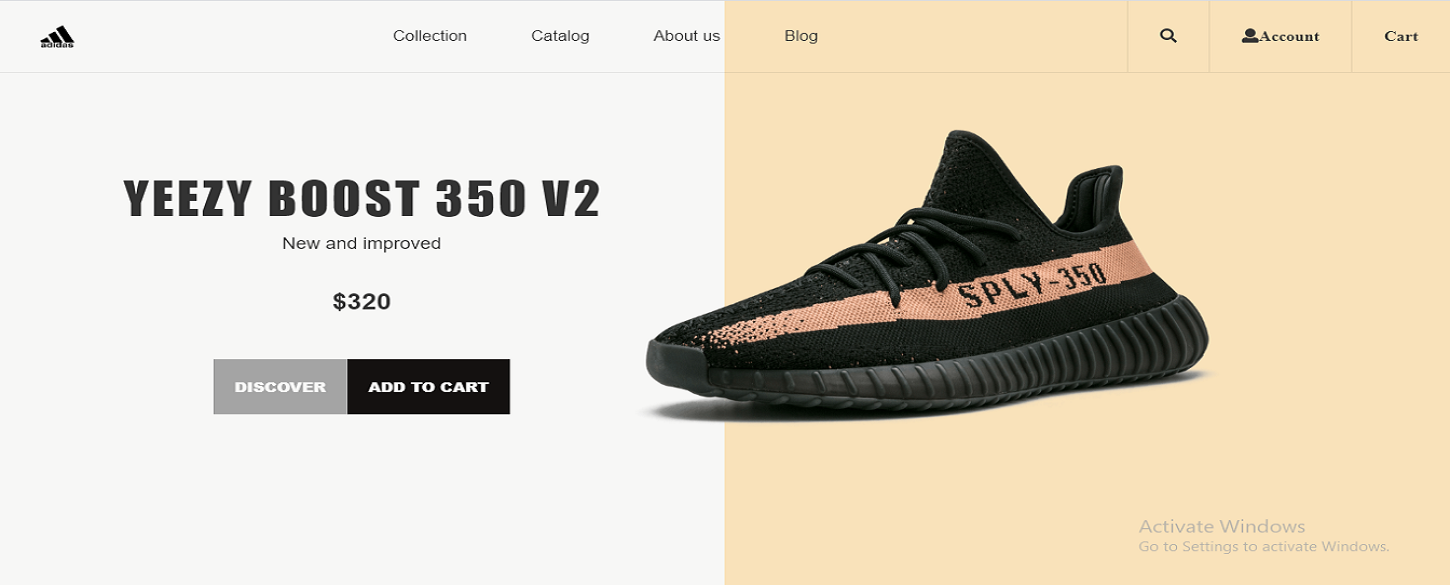 adidas
Collection Catalog About us Blog Account Cart
YEEZY BOOST 350 V2
New and improved
$320
DISCOVER ADD TO CART
SPLY-350
Activate Windows
Go to Settings to activate Windows.